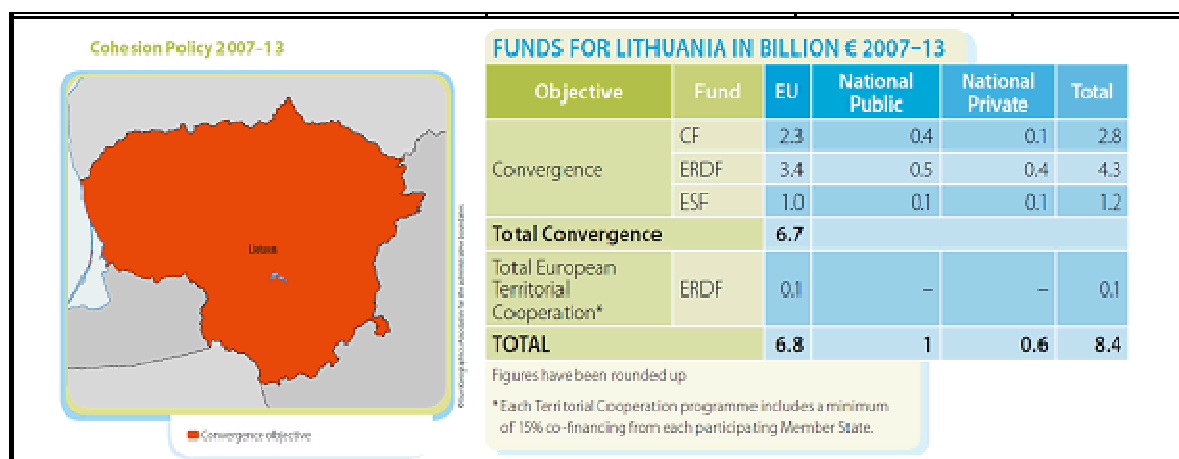 Cohesion Policy 2007–13
Lietuva
Convergence objective
FUNDS FOR LITHUANIA IN BILLION € 2007–13
Objective Fund EU National Public National Private Total
Convergence
CF 2.3 0.4 0.1 2.8
ERDF 3.4 0.5 0.4 4.3
ESF 1.0 0.1 0.1 1.2
Total Convergence 6.7
Total European
Territorial
Cooperation*
ERDF 0.1 – – 0.1
TOTAL 6.8 1 0.6 8.4
Figures have been rounded up
* Each Territorial Cooperation programme includes a minimum
of 15% co-financing from each participating Member State.